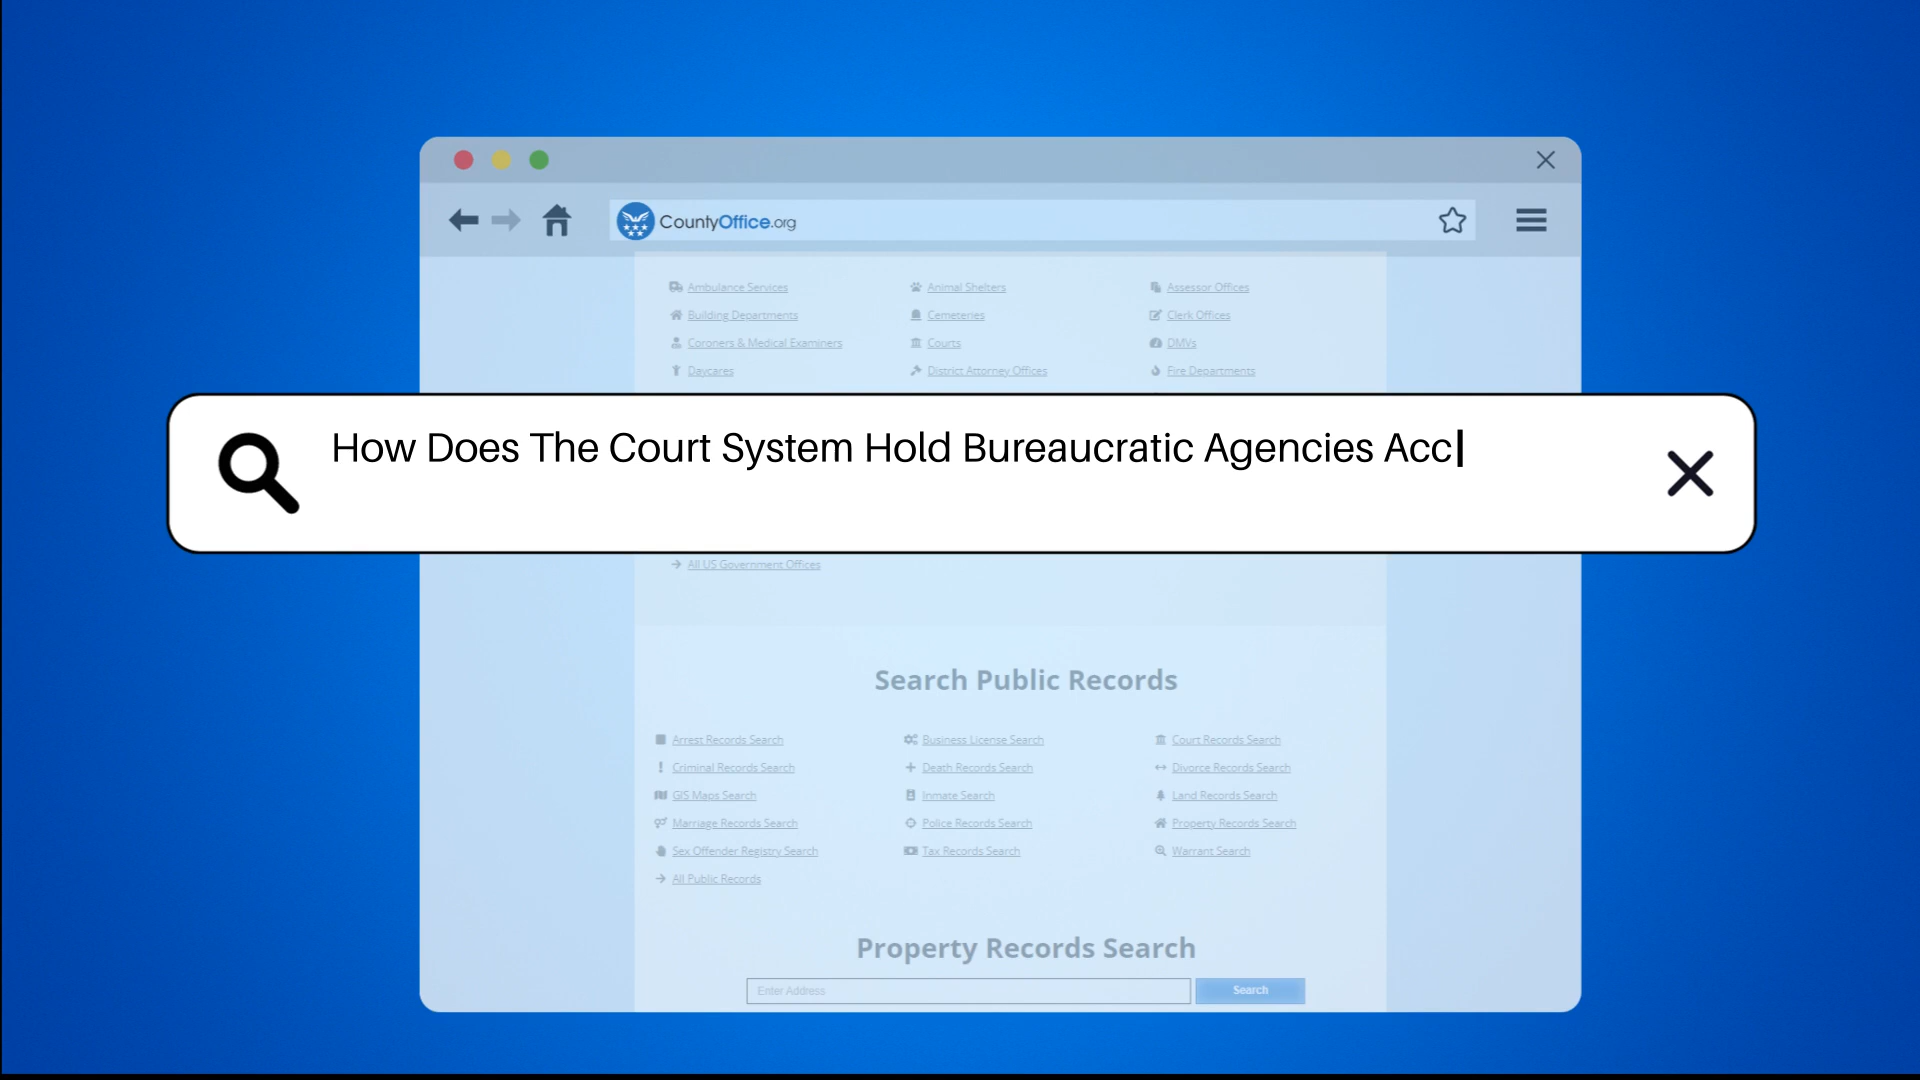 CountyOffice.org
Ambulance Services Animal Shelters Assessor Offices
Building Departments Cemeteries Clerk Offices
Coroners & Medical Examiners Courts DMVs
Daycares District Attorney Offices Fire Departments
How Does The Court System Hold Bureaucratic Agencies Acc
All US Government Offices
Search Public Records
Arrest Records Search Business License Search Court Records Search
Criminal Records Search Death Records Search Divorce Records Search
GIS Maps Search Inmate Search Land Records Search
Marriage Records Search Police Records Search Property Records Search
Sex Offender Registry Search Tax Records Search Warrant Search
All Public Records
Property Records Search
Enter Address Search